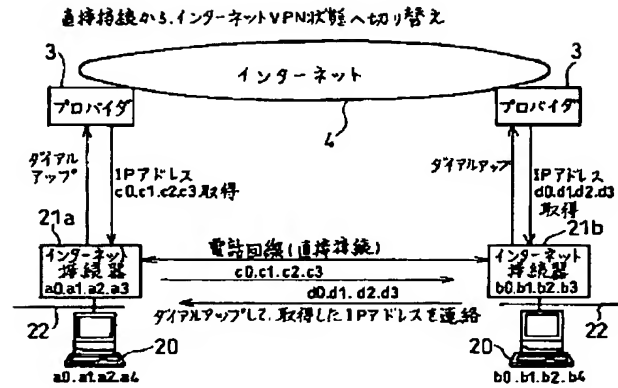 直接接続から、インターネットVPN状態へ切り替え
3
インターネット
3
プロバイダ
プロバイダ
4
ダイアル
アップ
IPアドレス
c0.c1.c2.c3取得
ダイアルアップ
IPアドレス
d0.d1.d2.d3
取得
21a
21b
インターネット
接続器
a0.a1.a2.a3
電話回線(直接接続)
c0.c1.c2.c3
d0.d1.d2.d3
ダイアルアップして、取得したIPアドレスを連絡
インターネット
接続器
b0.b1.b2.b3
22
20
20
22
a0.a1.a2.a4
b0.b1.b2.b4